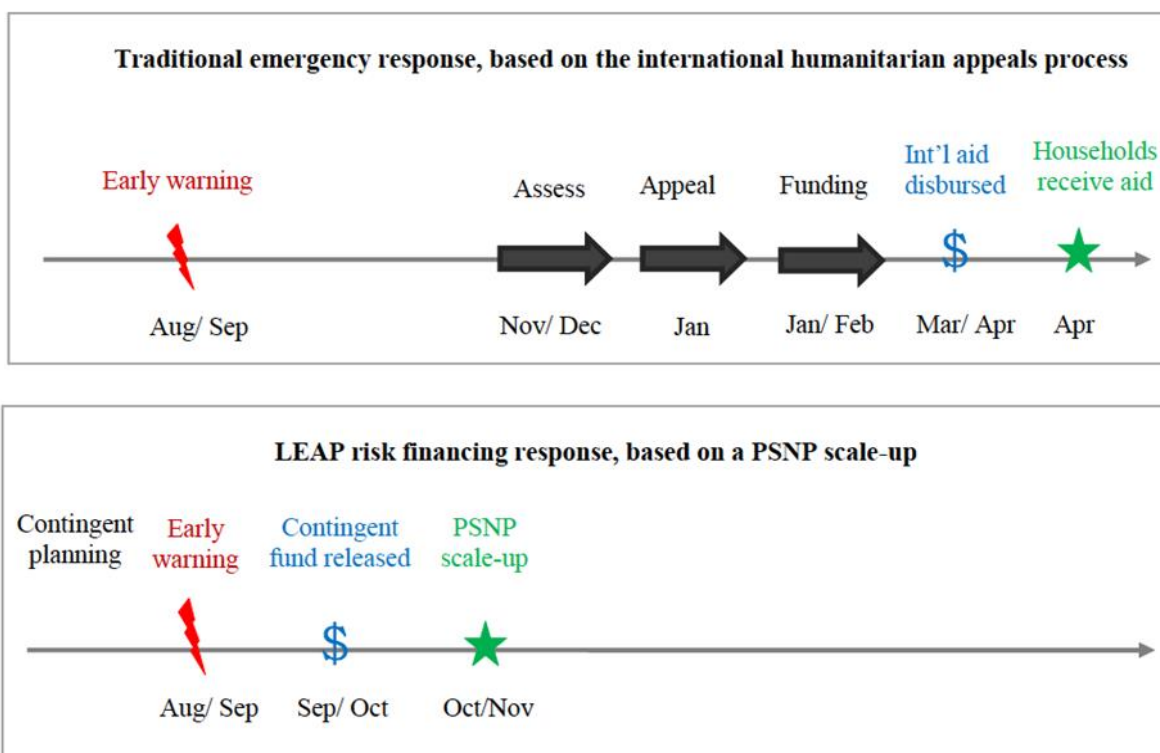 Traditional emergency response, based on the international humanitarian appeals process
Early warning
Assess
Appeal
Funding
Int'l aid
disbursed
Households
receive aid
$
Aug/ Sep
Nov/ Dec
Jan
Jan/ Feb
Mar/ Apr
Apr
LEAP risk financing response, based on a PSNP scale-up
Contingent
planning
Early
warning
Contingent
fund released
PSNP
scale-up
$
Aug/ Sep
Sep/ Oct
Oct/Nov